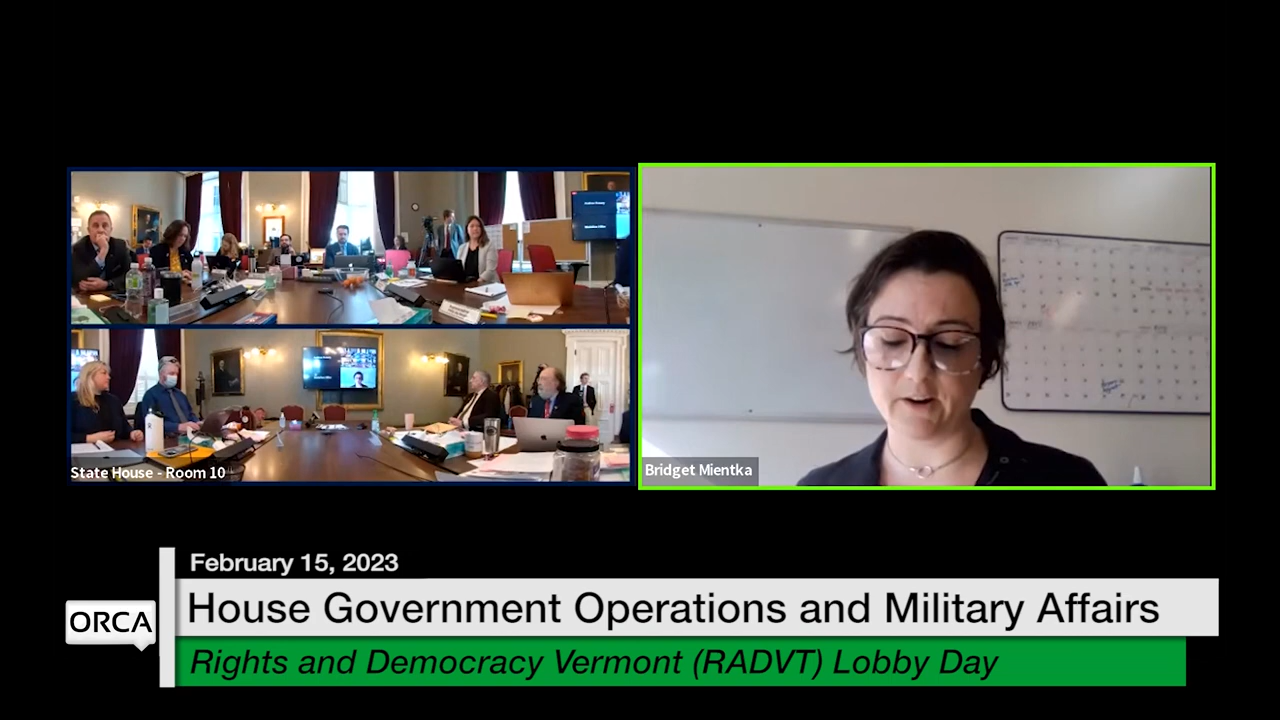 State House - Room 10
Bridget Mientka
February 15, 2023
ORCA
House Government Operations and Military Affairs
Rights and Democracy Vermont (RADVT) Lobby Day